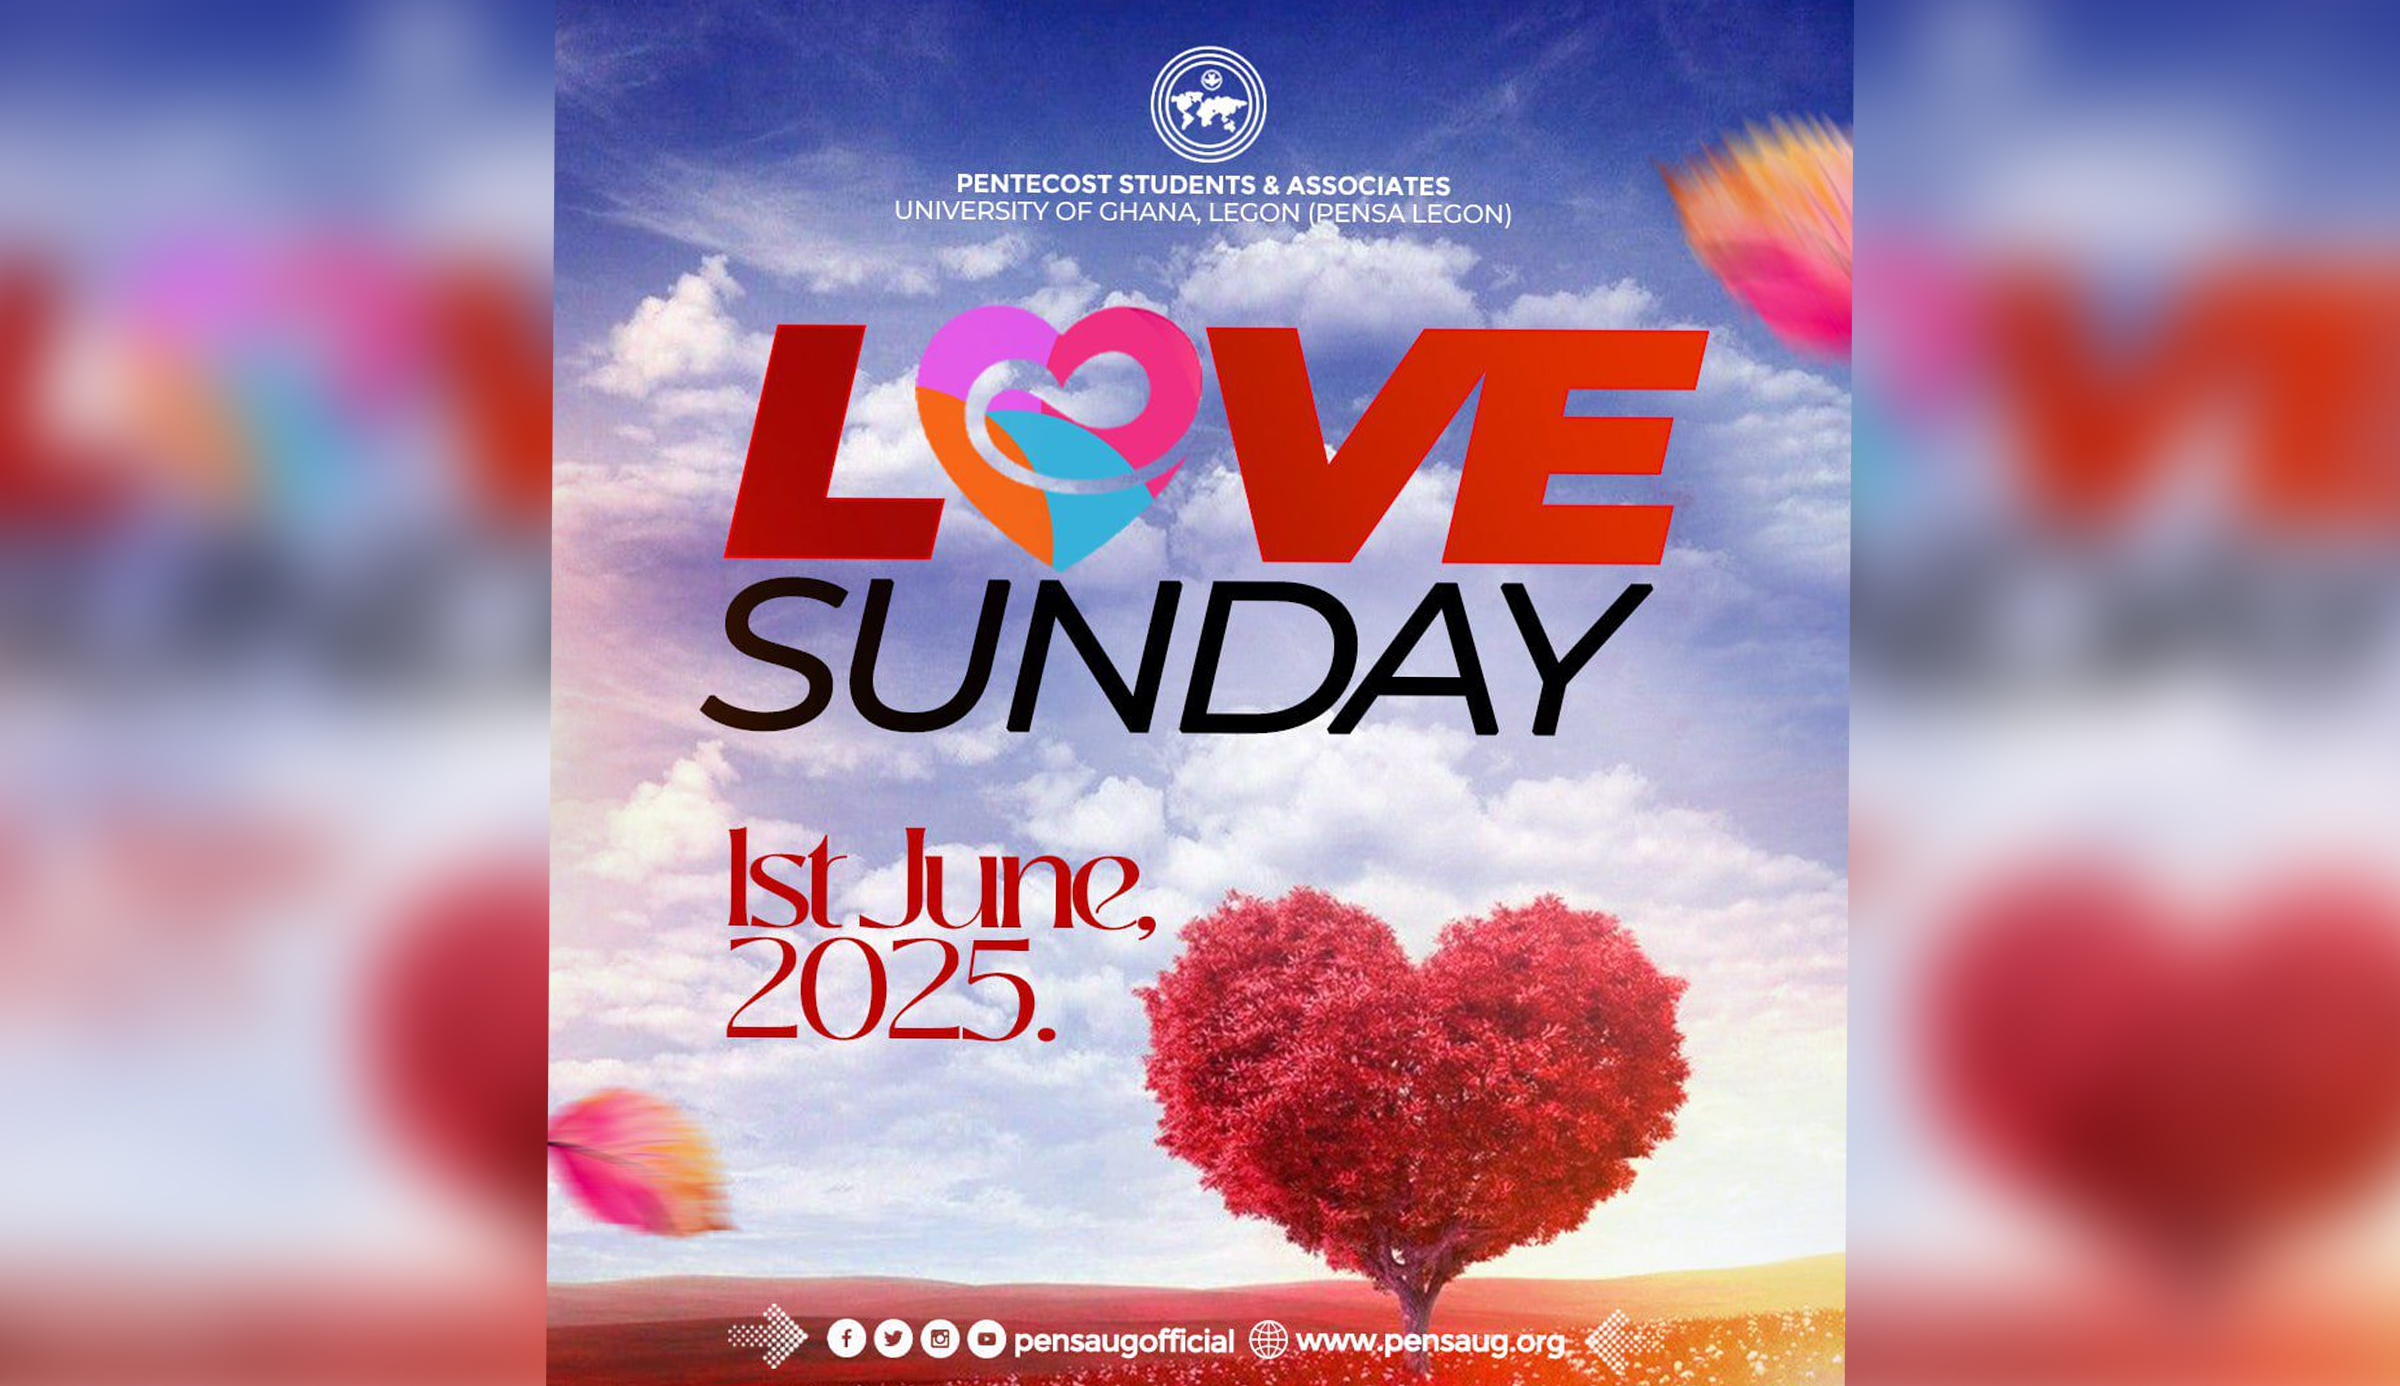 PENTECOST STUDENTS & ASSOCIATES
UNIVERSITY OF GHANA, LEGON (PENSA LEGON)
LOVE
SUNDAY
1st June,
2025.
pensaugofficial www.pensaug.org